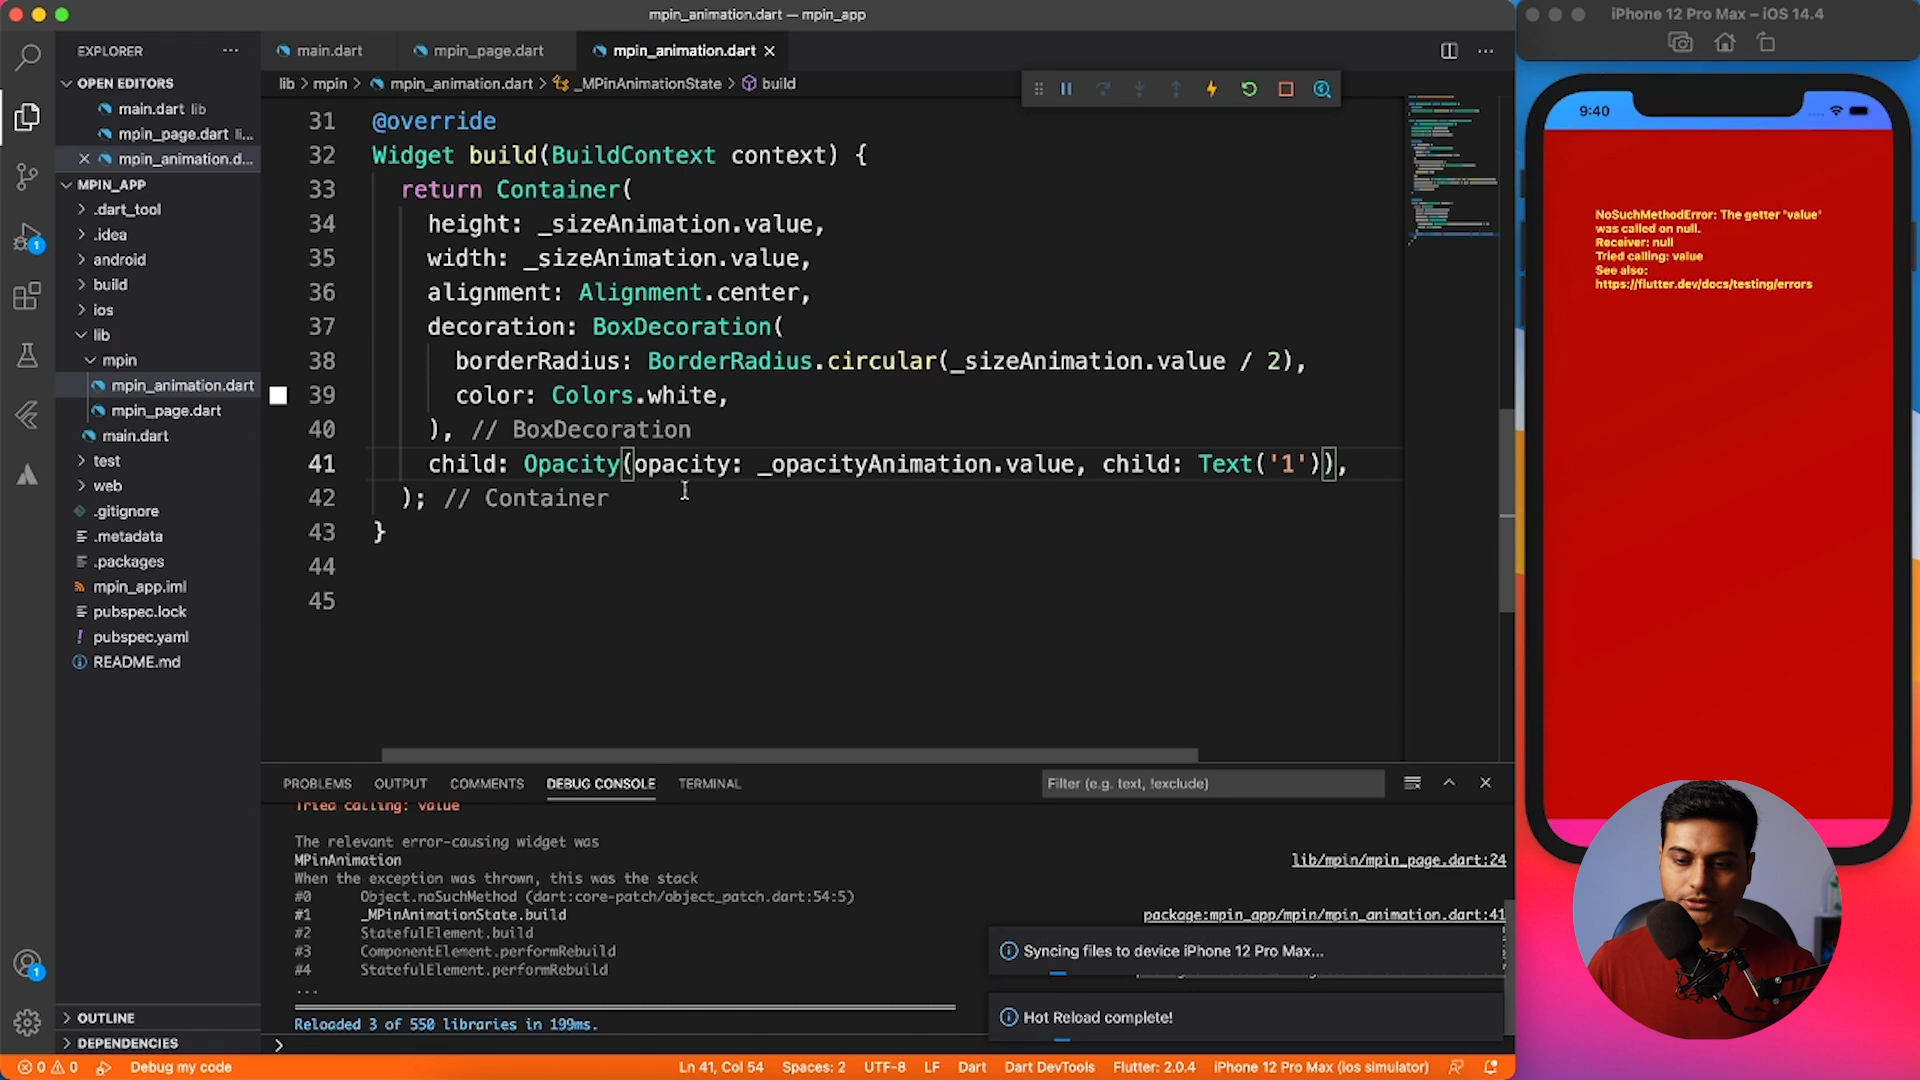 mpin_animation.dart — mpin_app
iPhone 12 Pro Max – iOS 14.4
EXPLORER
main.dart
mpin_page.dart
mpin_animation.dart
OPEN EDITORS
main.dart lib
mpin_page.dart li...
mpin_animation.d...
MPIN_APP
.dart_tool
.idea
android
build
ios
lib
mpin
mpin_animation.dart
mpin_page.dart
main.dart
test
web
.gitignore
.metadata
.packages
mpin_app.iml
pubspec.lock
pubspec.yaml
README.md
OUTLINE
DEPENDENCIES
lib > mpin > mpin_animation.dart > _MPinAnimationState > build
31 @override
32 Widget build(BuildContext context) {
33 return Container(
34 height: _sizeAnimation.value,
35 width: _sizeAnimation.value,
36 alignment: Alignment.center,
37 decoration: BoxDecoration(
38 borderRadius: BorderRadius.circular(_sizeAnimation.value / 2),
39 color: Colors.white,
40 ), // BoxDecoration
41 child: Opacity(opacity: _opacityAnimation.value, child: Text('1')),
42 ); // Container
43 }
44
45
PROBLEMS OUTPUT COMMENTS DEBUG CONSOLE TERMINAL
Filter (e.g. text, !exclude)
Tried calling: value
The relevant error-causing widget was
MPinAnimation lib/mpin/mpin_page.dart:24
When the exception was thrown, this was the stack
#0 Object.noSuchMethod (dart:core-patch/object_patch.dart:54:5)
#1 _MPinAnimationState.build package:mpin_app/mpin/mpin_animation.dart:41
#2 StatefulElement.build
#3 ComponentElement.performRebuild
#4 StatefulElement.performRebuild
...
Reloaded 3 of 550 libraries in 199ms.
Syncing files to device iPhone 12 Pro Max...
Hot Reload complete!
9:40
NoSuchMethodError: The getter 'value'
was called on null.
Receiver: null
Tried calling: value
See also:
https://flutter.dev/docs/testing/errors
1
1
0 0 Debug my code Ln 41, Col 54 Spaces: 2 UTF-8 LF Dart Dart DevTools Flutter: 2.0.4 iPhone 12 Pro Max (ios simulator)